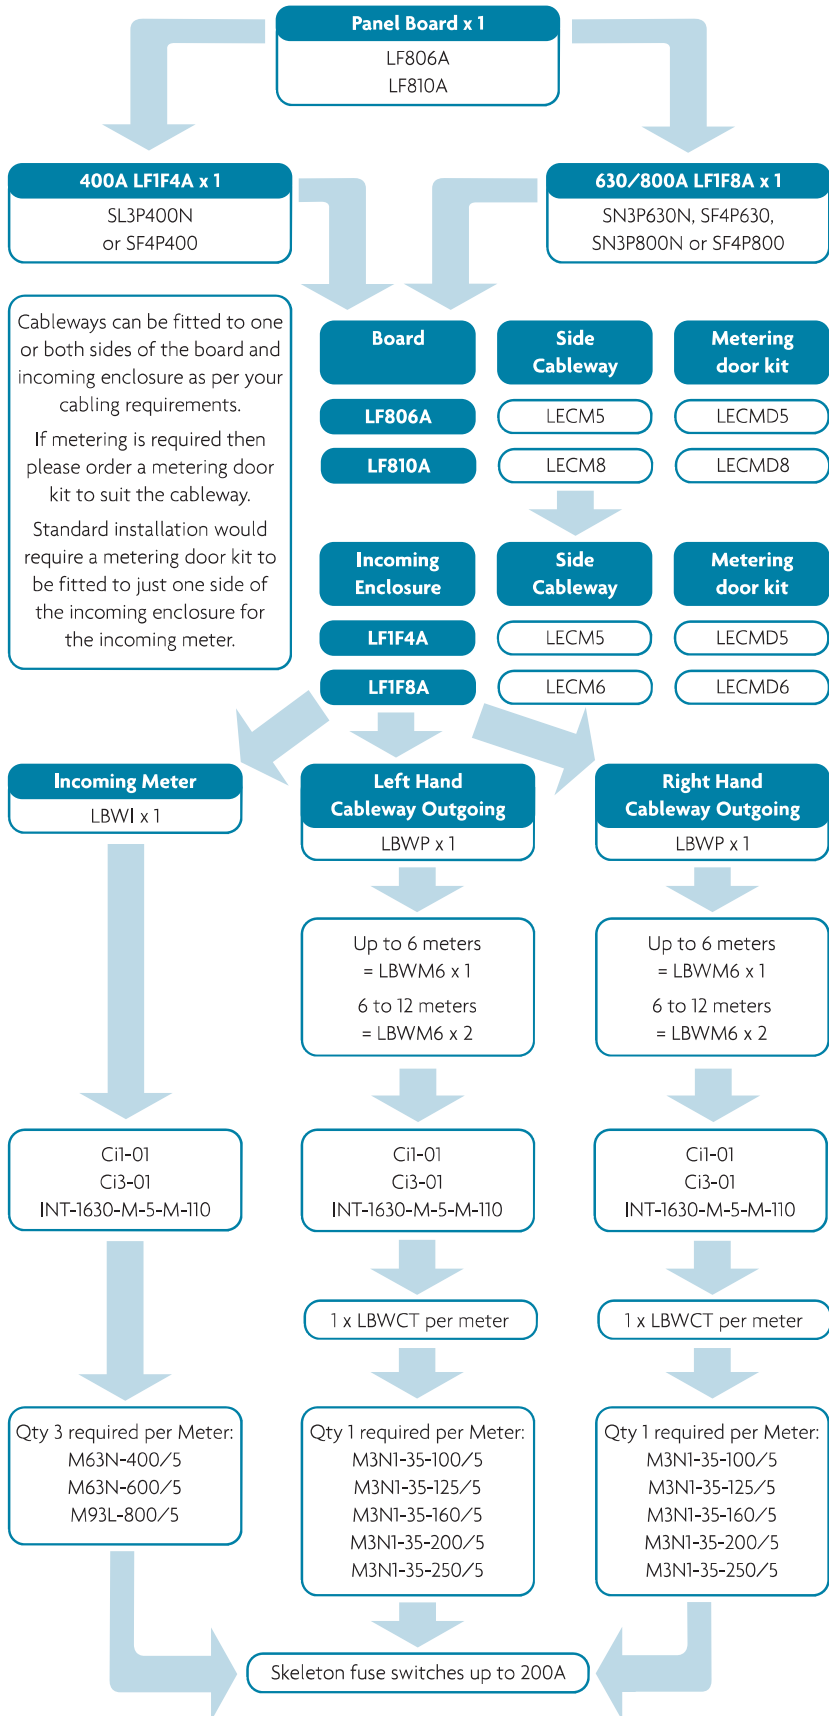 Panel Board x 1
LF806A
LF810A
400A LF1F4A x 1
SL3P400N
or SF4P400
630/800A LF1F8A x 1
SN3P630N, SF4P630,
SN3P800N or SF4P800
Cableways can be fitted to one
or both sides of the board and
incoming enclosure as per your
cabling requirements.
If metering is required then
please order a metering door
kit to suit the cableway.
Standard installation would
require a metering door kit to
be fitted to just one side of
the incoming enclosure for
the incoming meter.
Board
Side
Cableway
Metering
door kit
LF806A
LECM5
LECMD5
LF810A
LECM8
LECMD8
Incoming
Enclosure
Side
Cableway
Metering
door kit
LF1F4A
LECM5
LECMD5
LF1F8A
LECM6
LECMD6
Incoming Meter
LBWI x 1
Left Hand
Cableway Outgoing
LBWP x 1
Right Hand
Cableway Outgoing
LBWP x 1
Up to 6 meters
= LBWM6 x 1
6 to 12 meters
= LBWM6 x 2
Up to 6 meters
= LBWM6 x 1
6 to 12 meters
= LBWM6 x 2
Ci1-01
Ci3-01
INT-1630-M-5-M-110
Ci1-01
Ci3-01
INT-1630-M-5-M-110
Ci1-01
Ci3-01
INT-1630-M-5-M-110
1 x LBWCT per meter
1 x LBWCT per meter
Qty 3 required per Meter:
M63N-400/5
M63N-600/5
M93L-800/5
Qty 1 required per Meter:
M3N1-35-100/5
M3N1-35-125/5
M3N1-35-160/5
M3N1-35-200/5
M3N1-35-250/5
Qty 1 required per Meter:
M3N1-35-100/5
M3N1-35-125/5
M3N1-35-160/5
M3N1-35-200/5
M3N1-35-250/5
Skeleton fuse switches up to 200A